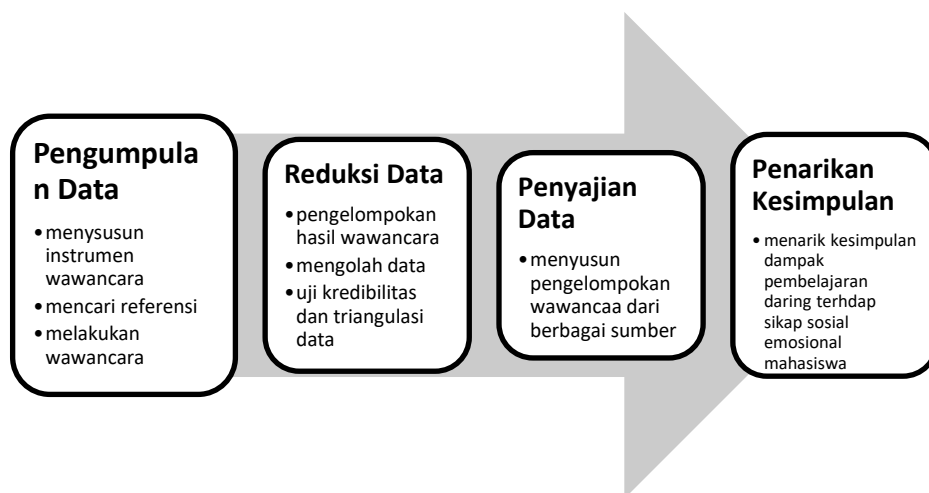 Pengumpula
n Data
•menysusun
instrumen
wawancara
•mencari referensi
•melakukan
wawancara
Reduksi Data
•pengelompokan
hasil wawancara
•mengolah data
•uji kredibilitas
dan triangulasi
data
Penyajian
Data
•menyusun
pengelompokan
wawancaa dari
berbagai sumber
Penarikan
Kesimpulan
•menarik kesimpulan
dampak
pembelajaran
daring terhdap
sikap sosial
emosional
mahasiswa